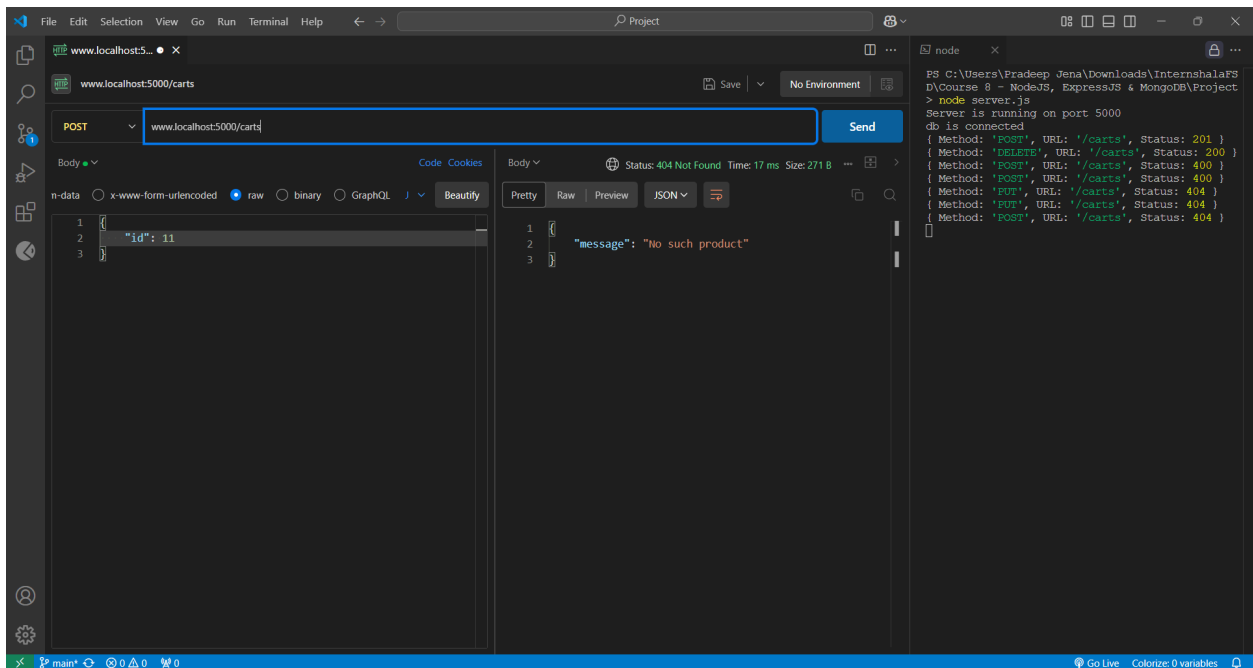 File Edit Selection View Go Run Terminal Help
Project
www.localhost:5...
node
HTTP www.localhost:5000/carts
Save
No Environment
POST
www.localhost:5000/carts
Send
Body
Code Cookies
n-data x-www-form-urlencoded raw binary GraphQL
Beautify
1 {
2 "id": 11
3 }
Body
Status: 404 Not Found Time: 17 ms Size: 271 B
Pretty Raw Preview JSON
1 {
2 "message": "No such product"
3 }
PS C:\Users\Pradeep Jena\Downloads\InternshalaFS
D\Course 8 - NodeJS, ExpressJS & MongoDB\Project
> node server.js
Server is running on port 5000
db is connected
{ Method: 'POST', URL: '/carts', Status: 201 }
{ Method: 'DELETE', URL: '/carts', Status: 200 }
{ Method: 'POST', URL: '/carts', Status: 400 }
{ Method: 'POST', URL: '/carts', Status: 400 }
{ Method: 'PUT', URL: '/carts', Status: 404 }
{ Method: 'PUT', URL: '/carts', Status: 404 }
{ Method: 'POST', URL: '/carts', Status: 404 }
1
main* 0 0 0
Go Live Colorize: 0 variables